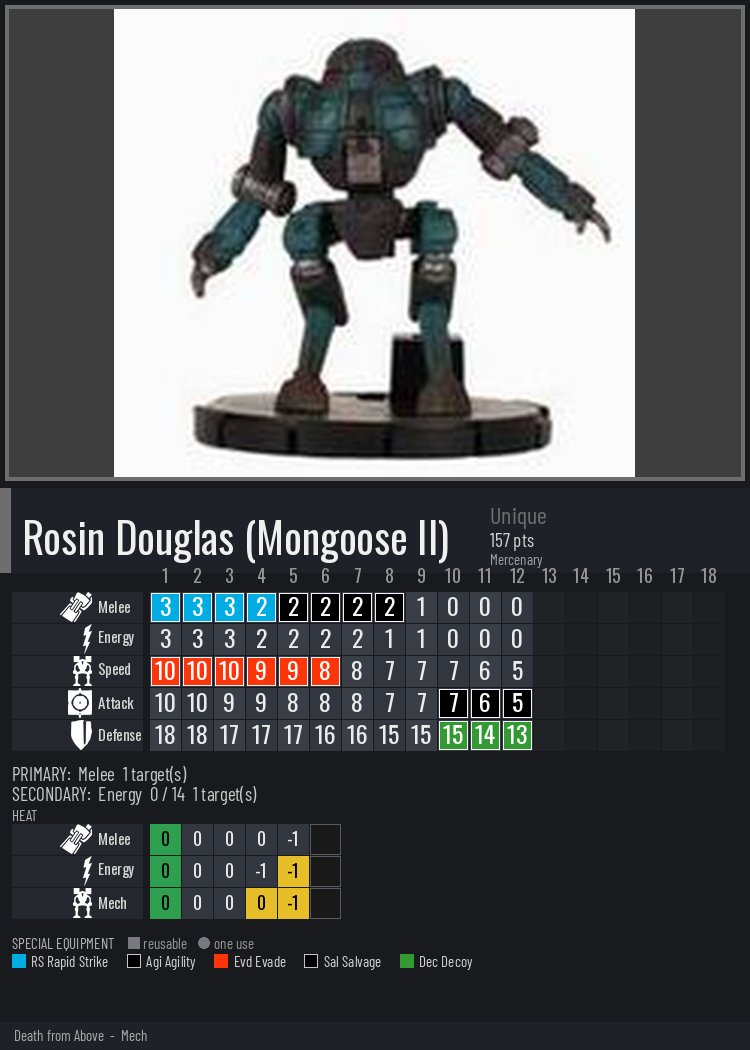 Rosin Douglas (Mongoose II)
Unique
157 pts
Mercenary
1 2 3 4 5 6 7 8 9 10 11 12 13 14 15 16 17 18
Melee 3 3 3 2 2 2 2 2 1 0 0 0
Energy 3 3 3 2 2 2 2 1 1 0 0 0
Speed 10 10 10 9 9 8 8 7 7 7 6 5
Attack 10 10 9 9 8 8 8 7 7 7 6 5
Defense 18 18 17 17 17 16 16 15 15 15 14 13
PRIMARY: Melee 1 target(s)
SECONDARY: Energy 0 / 14 1 target(s)
HEAT
Melee 0 0 0 0 -1
Energy 0 0 0 -1 -1
Mech 0 0 0 0 -1
SPECIAL EQUIPMENT reusable one use
RS Rapid Strike Agi Agility Evd Evade Sal Salvage Dec Decoy
Death from Above - Mech